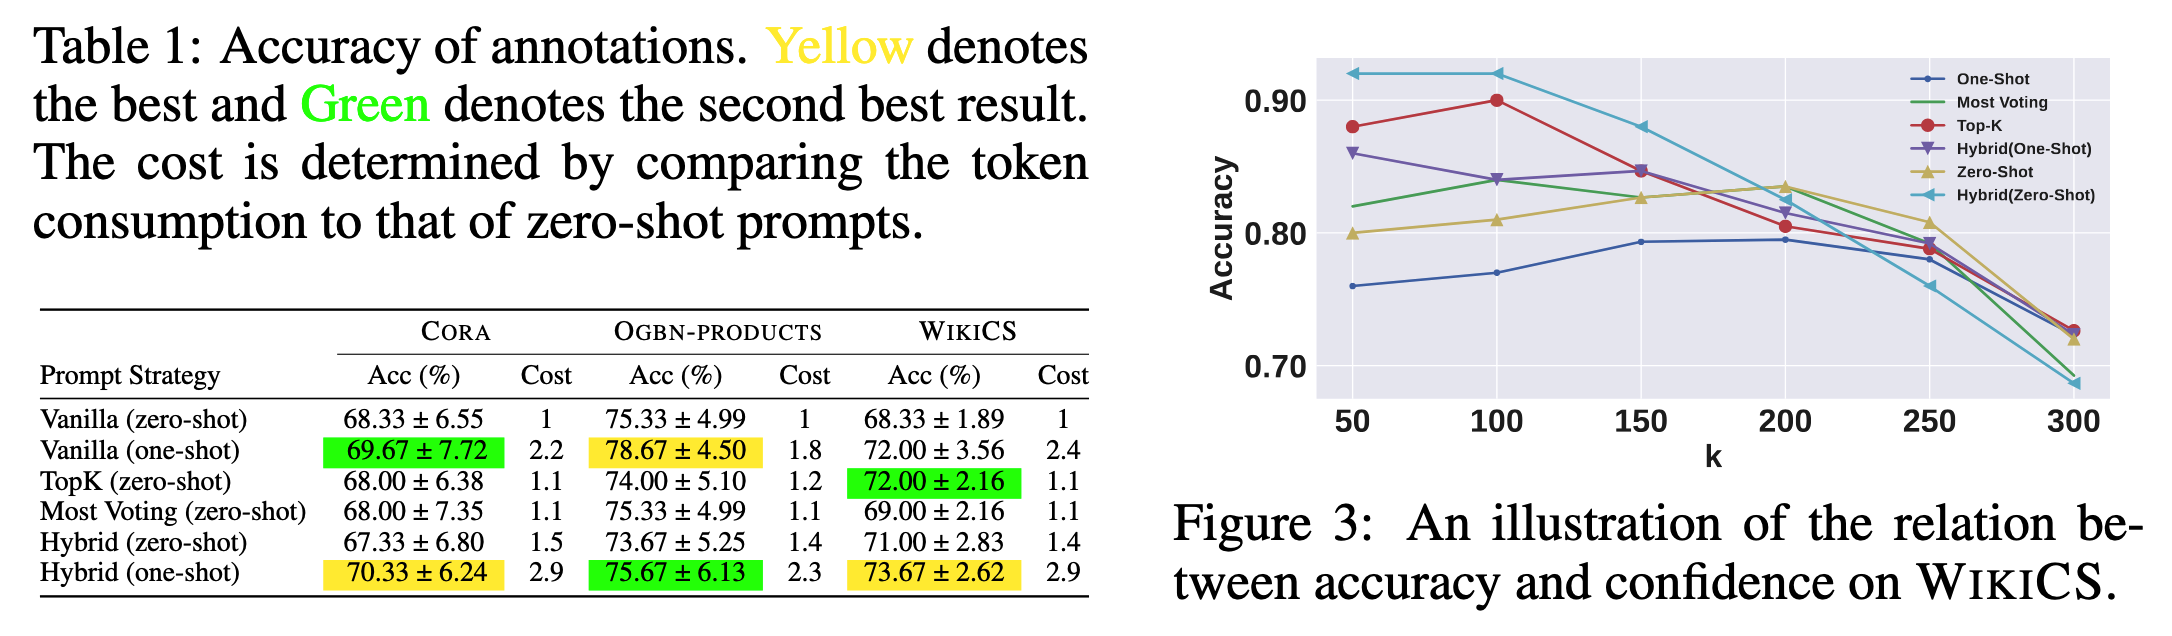 Table 1: Accuracy of annotations. Yellow denotes
the best and Green denotes the second best result.
The cost is determined by comparing the token
consumption to that of zero-shot prompts.
CORA OGBN-PRODUCTS WIKICS
Prompt Strategy Acc (%) Cost Acc (%) Cost Acc (%) Cost
Vanilla (zero-shot) 68.33 ± 6.55 1 75.33 ± 4.99 1 68.33 ± 1.89 1
Vanilla (one-shot) 69.67 ± 7.72 2.2 78.67 ± 4.50 1.8 72.00 ± 3.56 2.4
TopK (zero-shot) 68.00 ± 6.38 1.1 74.00 ± 5.10 1.2 72.00 ± 2.16 1.1
Most Voting (zero-shot) 68.00 ± 7.35 1.1 75.33 ± 4.99 1.1 69.00 ± 2.16 1.1
Hybrid (zero-shot) 67.33 ± 6.80 1.5 73.67 ± 5.25 1.4 71.00 ± 2.83 1.4
Hybrid (one-shot) 70.33 ± 6.24 2.9 75.67 ± 6.13 2.3 73.67 ± 2.62 2.9
Accuracy
0.90
0.80
0.70
One-Shot
Most Voting
Top-K
Hybrid(One-Shot)
Zero-Shot
Hybrid(Zero-Shot)
50 100 150 200 250 300
k
Figure 3: An illustration of the relation be-
tween accuracy and confidence on WIKICS.